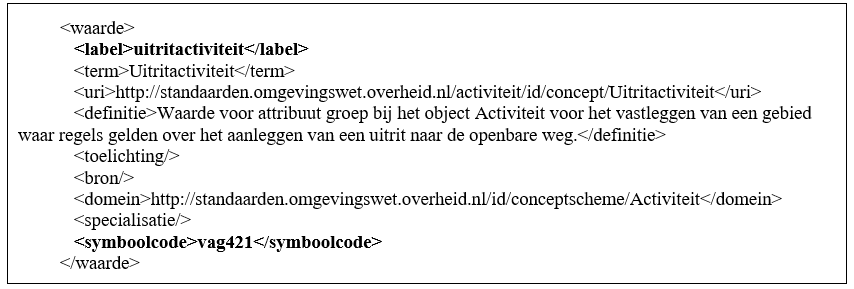 <waarde>
<label>uitritactiviteit</label>
<term>Uitritactiviteit</term>
<uri>http://standaarden.omgevingswet.overheid.nl/activiteit/id/concept/Uitritactiviteit</uri>
<definitie>Waarde voor attribuut groep bij het object Activiteit voor het vastleggen van een gebied
waar regels gelden over het aanleggen van een uitrit naar de openbare weg.</definitie>
<toelichting/>
<bron/>
<domein>http://standaarden.omgevingswet.overheid.nl/id/conceptscheme/Activiteit</domein>
<specialisatie/>
<symboolcode>vag421</symboolcode>
</waarde>